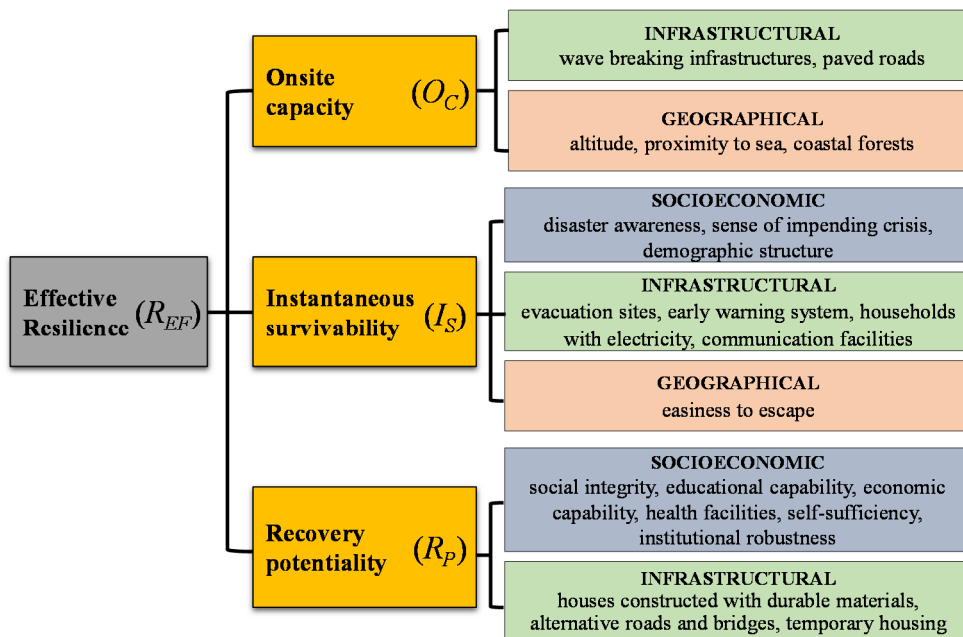 Effective
Resilience (R_EF)
Onsite
capacity (O_C)
INFRASTRUCTURAL
wave breaking infrastructures, paved roads
GEOGRAPHICAL
altitude, proximity to sea, coastal forests
Instantaneous
survivability (I_S)
SOCIOECONOMIC
disaster awareness, sense of impending crisis,
demographic structure
INFRASTRUCTURAL
evacuation sites, early warning system, households
with electricity, communication facilities
GEOGRAPHICAL
easiness to escape
Recovery
potentiality (R_P)
SOCIOECONOMIC
social integrity, educational capability, economic
capability, health facilities, self-sufficiency,
institutional robustness
INFRASTRUCTURAL
houses constructed with durable materials,
alternative roads and bridges, temporary housing